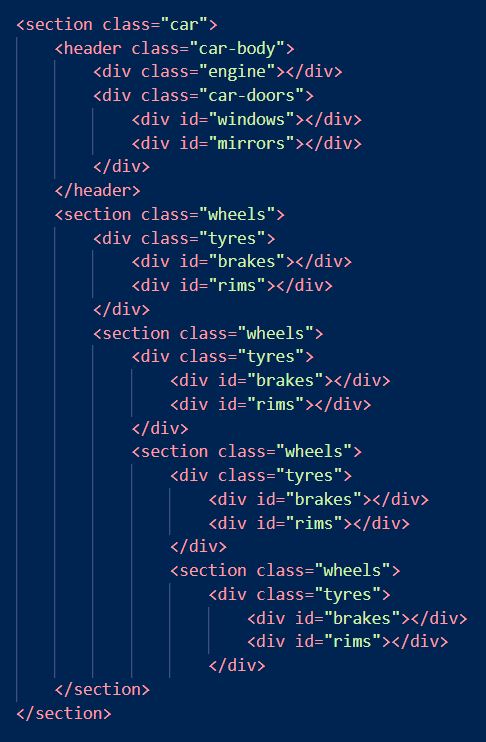 <section class="car">
    <header class="car-body">
        <div class="engine"></div>
        <div class="car-doors">
            <div id="windows"></div>
            <div id="mirrors"></div>
        </div>
    </header>
    <section class="wheels">
        <div class="tyres">
            <div id="brakes"></div>
            <div id="rims"></div>
        </div>
        <section class="wheels">
            <div class="tyres">
                <div id="brakes"></div>
                <div id="rims"></div>
            </div>
            <section class="wheels">
                <div class="tyres">
                    <div id="brakes"></div>
                    <div id="rims"></div>
                </div>
                <section class="wheels">
                    <div class="tyres">
                        <div id="brakes"></div>
                        <div id="rims"></div>
                    </div>
    </section>
</section>